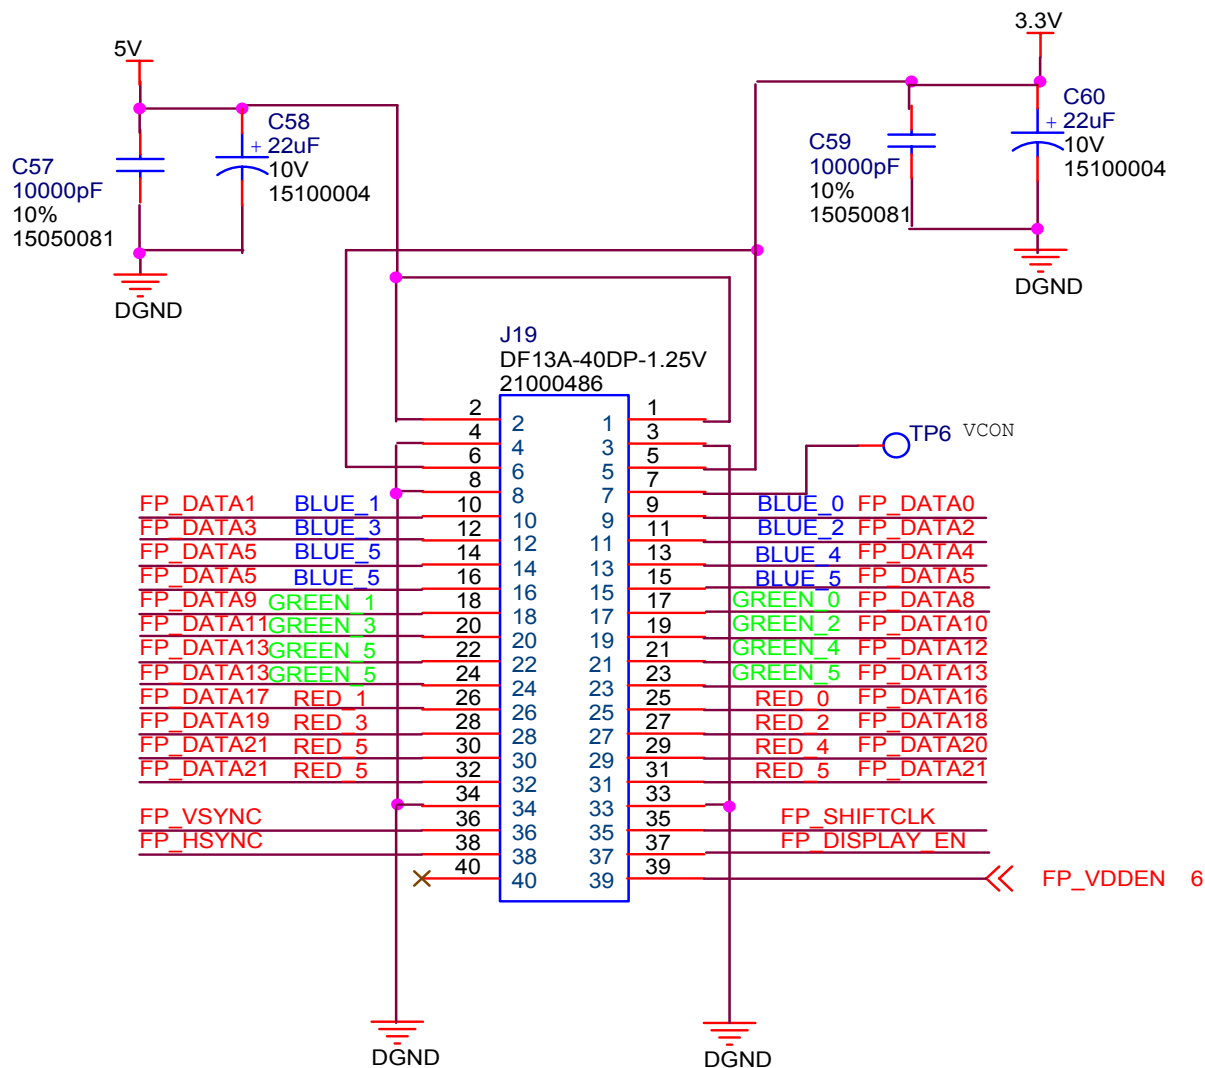 5V
3.3V
C57
10000pF
10%
15050081
C58
+ 22uF
10V
15100004
C59
10000pF
10%
15050081
C60
+ 22uF
10V
15100004
DGND
DGND
J19
DF13A-40DP-1.25V
21000486
2 2 1 1
4 4 3 3
6 6 5 5
8 8 7 7
TP6 VCON
FP_DATA1 BLUE_1 10 10 9 9 BLUE_0 FP_DATA0
FP_DATA3 BLUE_3 12 12 11 11 BLUE_2 FP_DATA2
FP_DATA5 BLUE_5 14 14 13 13 BLUE_4 FP_DATA4
FP_DATA5 BLUE_5 16 16 15 15 BLUE_5 FP_DATA5
FP_DATA9 GREEN_1 18 18 17 17 GREEN_0 FP_DATA8
FP_DATA11 GREEN_3 20 20 19 19 GREEN_2 FP_DATA10
FP_DATA13 GREEN_5 22 22 21 21 GREEN_4 FP_DATA12
FP_DATA13 GREEN_5 24 24 23 23 GREEN_5 FP_DATA13
FP_DATA17 RED_1 26 26 25 25 RED_0 FP_DATA16
FP_DATA19 RED_3 28 28 27 27 RED_2 FP_DATA18
FP_DATA21 RED_5 30 30 29 29 RED_4 FP_DATA20
FP_DATA21 RED_5 32 32 31 31 RED_5 FP_DATA21
34 34 33 33
FP_VSYNC 36 36 35 35 FP_SHIFTCLK
FP_HSYNC 38 38 37 37 FP_DISPLAY_EN
40 40 39 39 FP_VDDEN 6
DGND
DGND